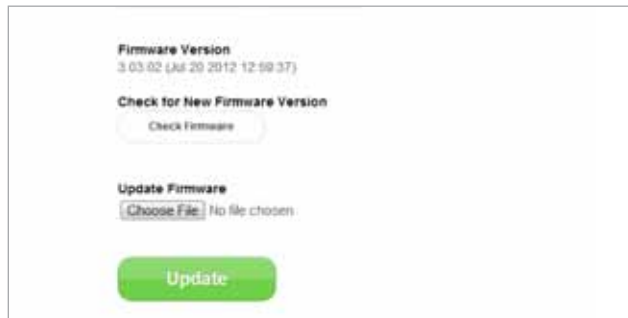 Firmware Version
3.03.02 (Jul 20 2012 12:59:37)
Check for New Firmware Version
Check Firmware
Update Firmware
Choose File No file chosen
Update